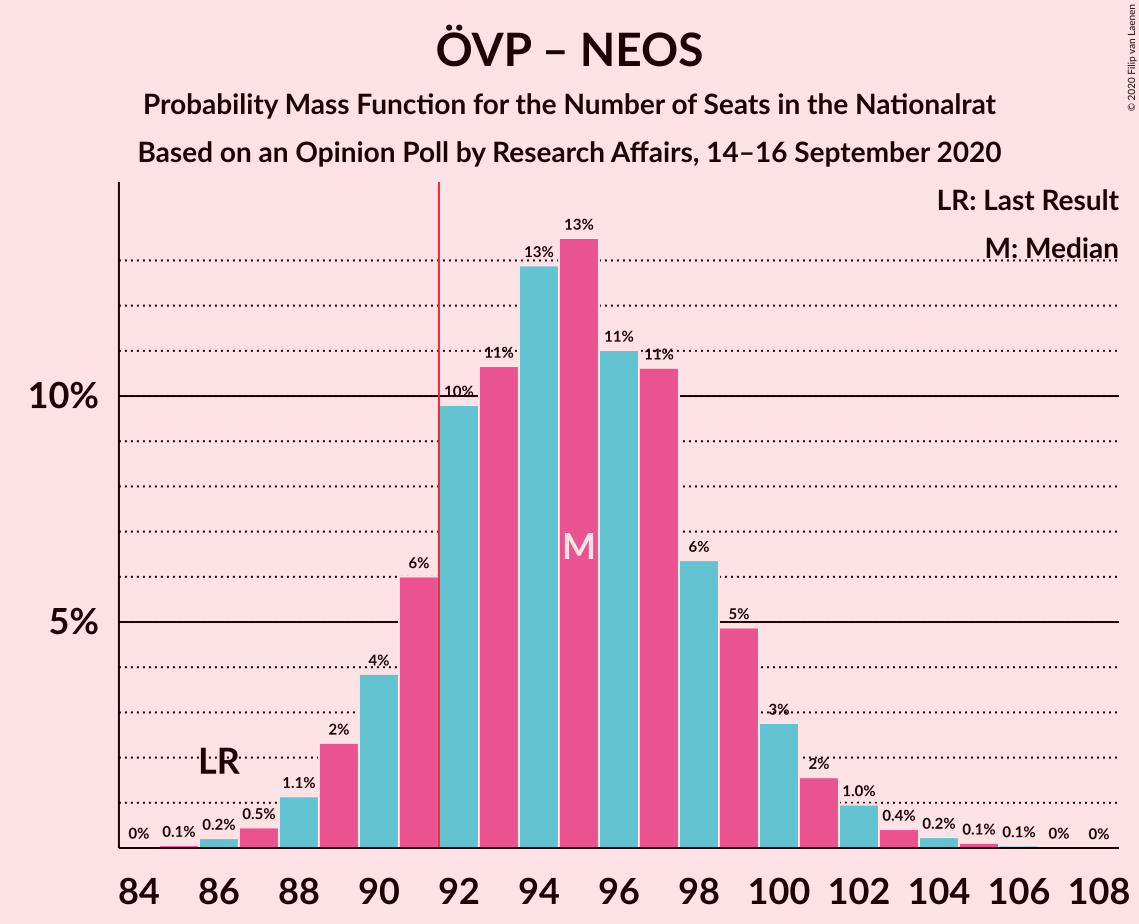 © 2020 Filip van Laenen
ÖVP – NEOS
Probability Mass Function for the Number of Seats in the Nationalrat
Based on an Opinion Poll by Research Affairs, 14–16 September 2020
LR: Last Result
M: Median
10%
5%
0% 0.1% 0.2% 0.5% 1.1% 2% 4% 6% 10% 11% 13% 13% 11% 11% 6% 5% 3% 2% 1.0% 0.4% 0.2% 0.1% 0.1% 0% 0%
LR
M
84 86 88 90 92 94 96 98 100 102 104 106 108